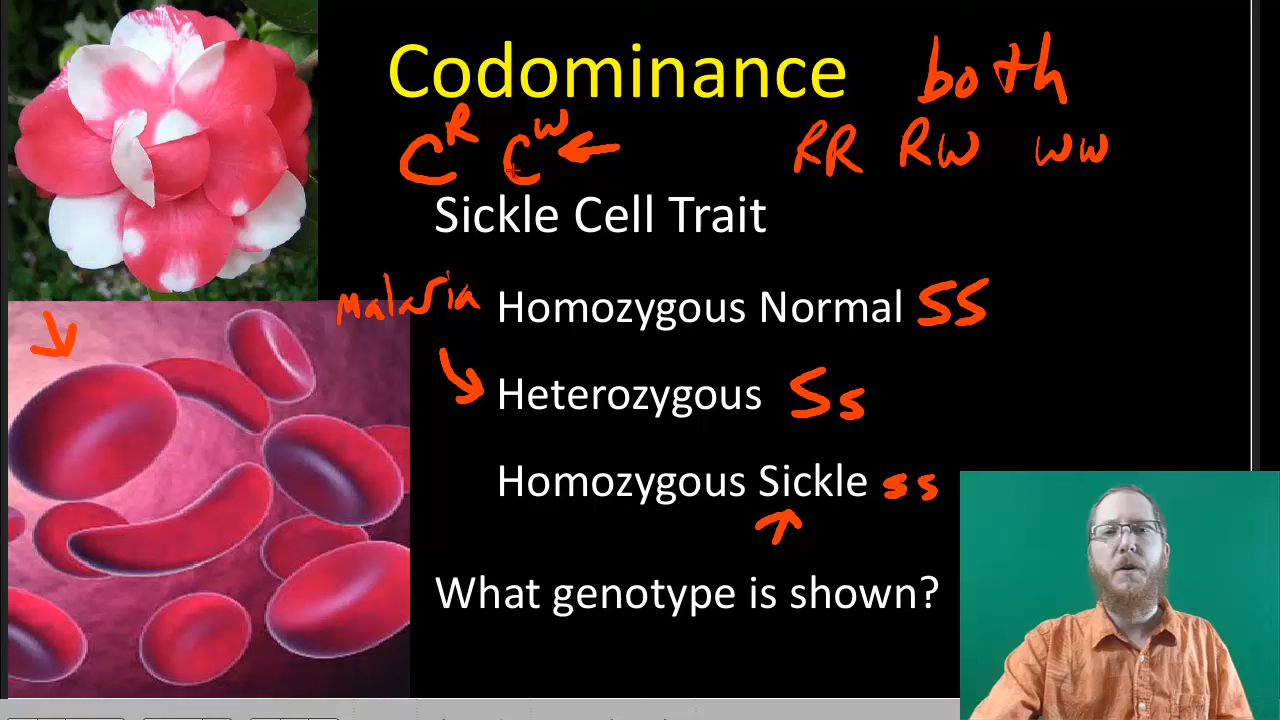 Codominance both
C^R C^W RR RW WW
Sickle Cell Trait
Malaria Homozygous Normal SS
Heterozygous Ss
Homozygous Sickle ss
What genotype is shown?